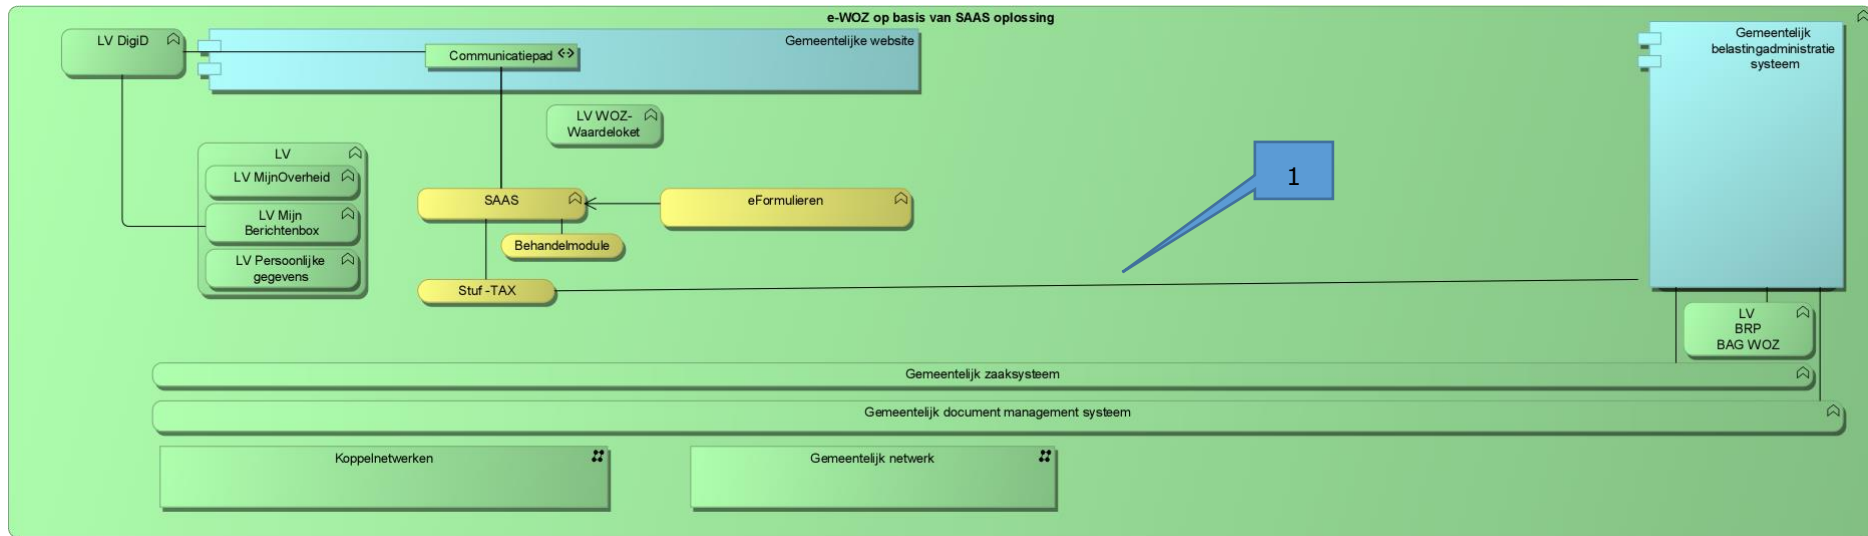 e-WOZ op basis van SAAS oplossing
LV DigiD
Gemeentelijke website
Communicatiepad
Gemeentelijk
belastingadministratie
systeem
LV WOZ-
Waardeloket
LV
LV MijnOverheid
LV Mijn
Berichtenbox
LV Persoonlijke
gegevens
SAAS
eFormulieren
Behandelmodule
Stuf -TAX
1
LV
BRP
BAG WOZ
Gemeentelijk zaaksysteem
Gemeentelijk document management systeem
Koppelnetwerken
Gemeentelijk netwerk